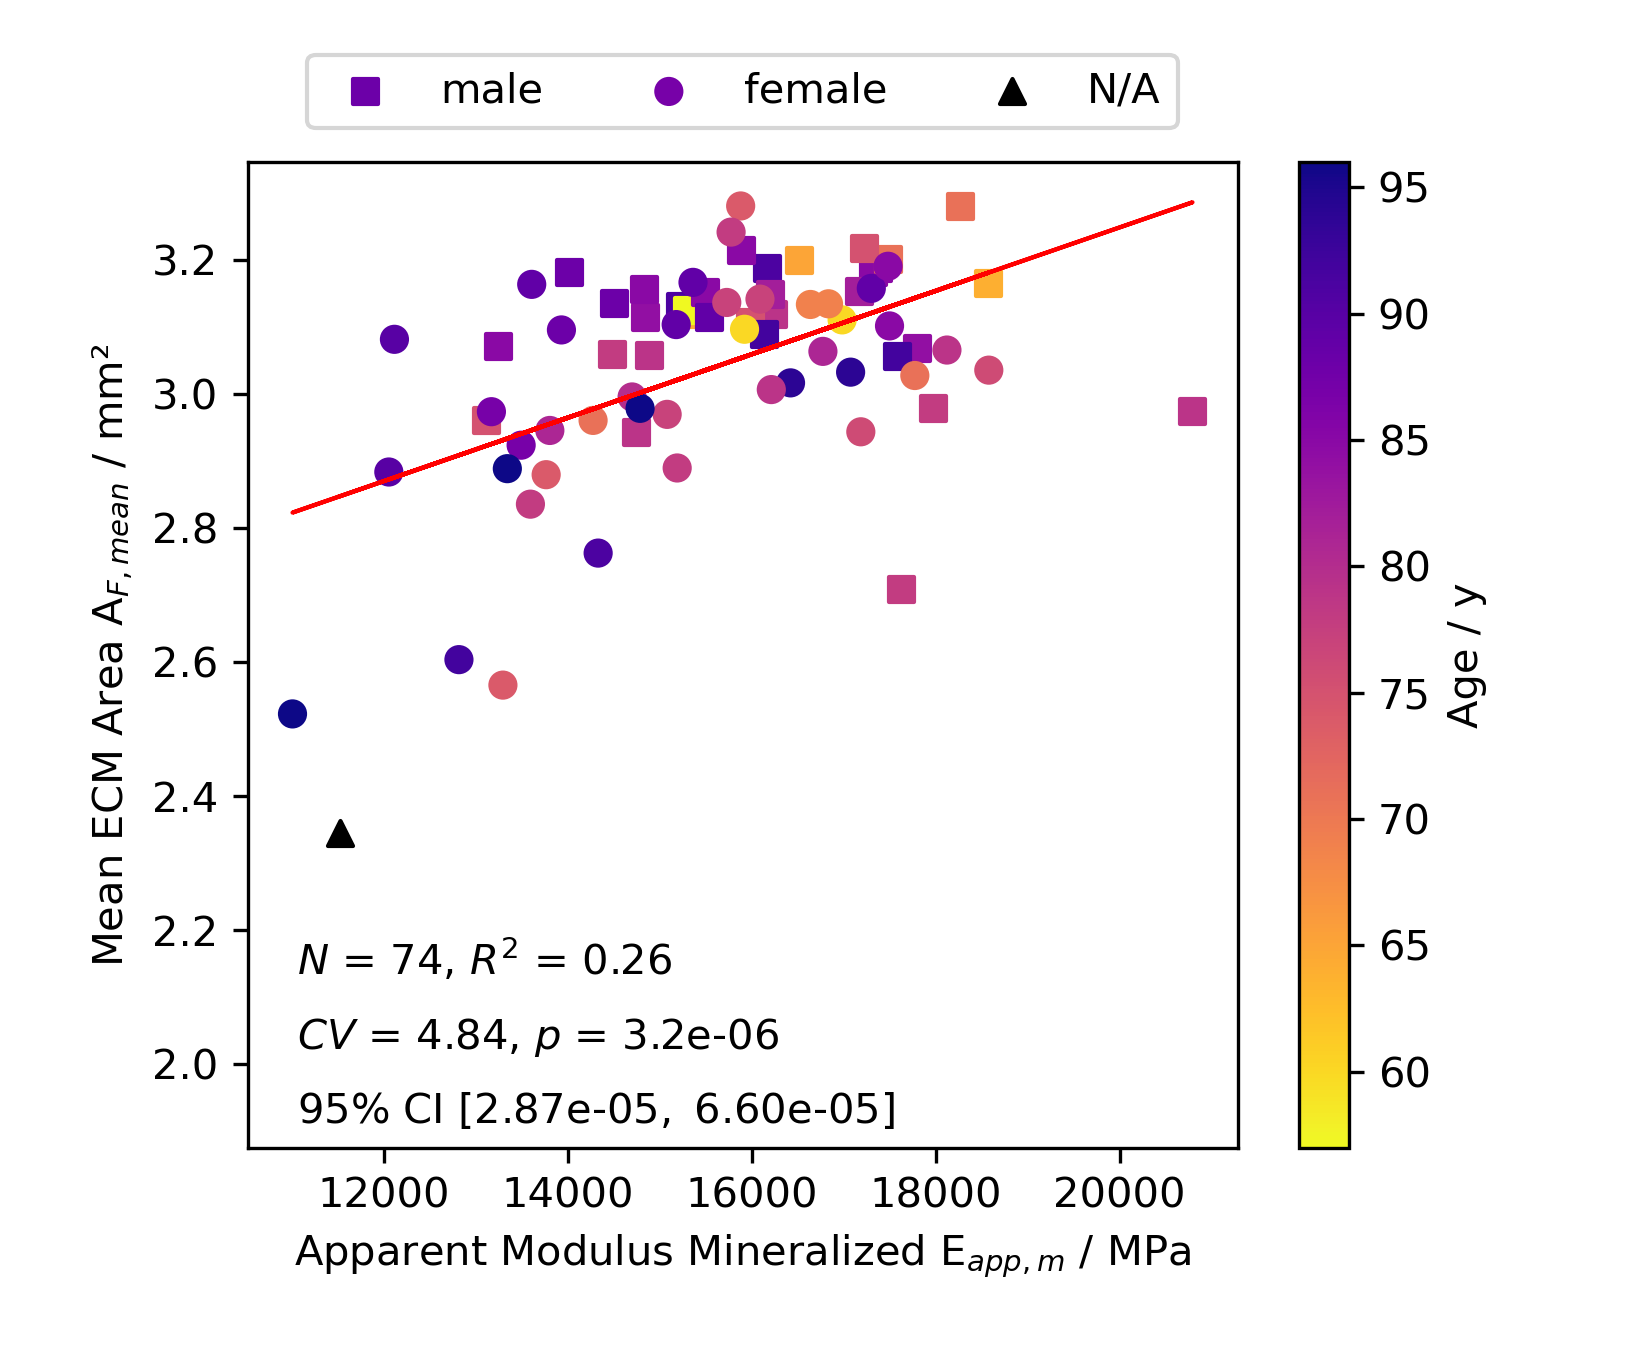 male female N/A
3.2
3.0
2.8
2.6
2.4
2.2
2.0
Mean ECM Area A_{F,mean} / mm²
N = 74, R² = 0.26
CV = 4.84, p = 3.2e-06
95% CI [2.87e-05, 6.60e-05]
12000 14000 16000 18000 20000
Apparent Modulus Mineralized E_{app,m} / MPa
95
90
85
80
75
70
65
60
Age / y